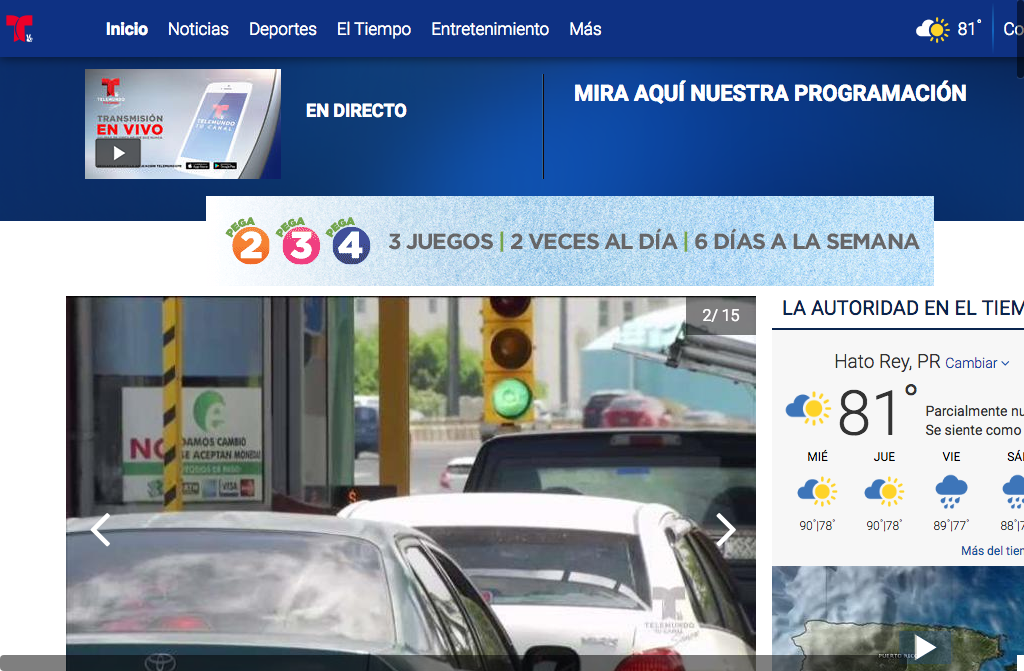 Inicio Noticias Deportes El Tiempo Entretenimiento Más 81°
TELEMUNDO
TRANSMISIÓN
EN VIVO
TELEMUNDO
TU CANAL
EN DIRECTO
MIRA AQUÍ NUESTRA PROGRAMACIÓN
PEGA 2 PEGA 3 PEGA 4
3 JUEGOS | 2 VECES AL DÍA | 6 DÍAS A LA SEMANA
2/ 15
NO DAMOS CAMBIO
SE ACEPTAN MONEDAS
VISA
LA AUTORIDAD EN EL TIEM
Hato Rey, PR Cambiar
81°
Parcialmente nu
Se siente como
MIÉ JUE VIE SÁ
90°|78° 90°|78° 89°|77° 88°|7
Más del tiem
TELEMUNDO
TU CANAL
PUERTO